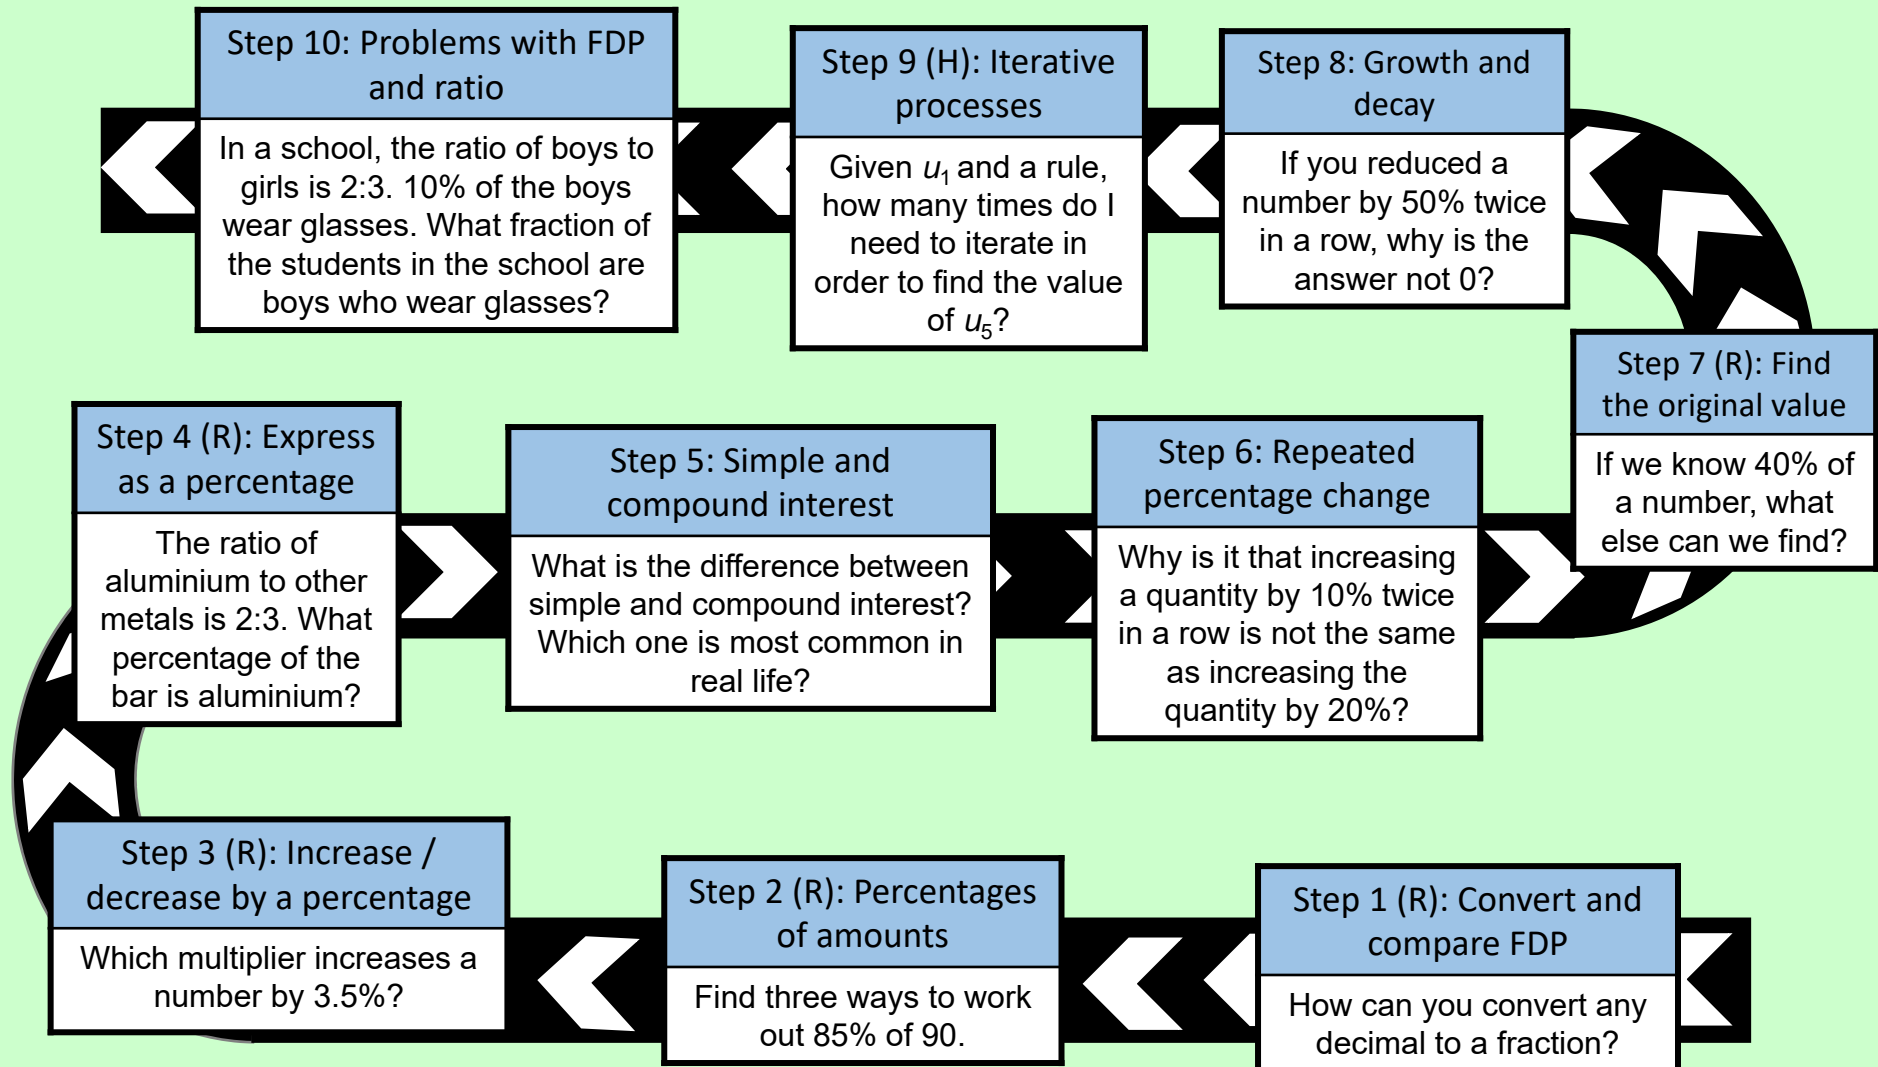 Step 10: Problems with FDP
and ratio
In a school, the ratio of boys to
girls is 2:3. 10% of the boys
wear glasses. What fraction of
the students in the school are
boys who wear glasses?
Step 9 (H): Iterative
processes
Given u₁ and a rule,
how many times do I
need to iterate in
order to find the value
of u₅?
Step 8: Growth and
decay
If you reduced a
number by 50% twice
in a row, why is the
answer not 0?
Step 7 (R): Find
the original value
If we know 40% of
a number, what
else can we find?
Step 4 (R): Express
as a percentage
The ratio of
aluminium to other
metals is 2:3. What
percentage of the
bar is aluminium?
Step 5: Simple and
compound interest
What is the difference between
simple and compound interest?
Which one is most common in
real life?
Step 6: Repeated
percentage change
Why is it that increasing
a quantity by 10% twice
in a row is not the same
as increasing the
quantity by 20%?
Step 3 (R): Increase /
decrease by a percentage
Which multiplier increases a
number by 3.5%?
Step 2 (R): Percentages
of amounts
Find three ways to work
out 85% of 90.
Step 1 (R): Convert and
compare FDP
How can you convert any
decimal to a fraction?